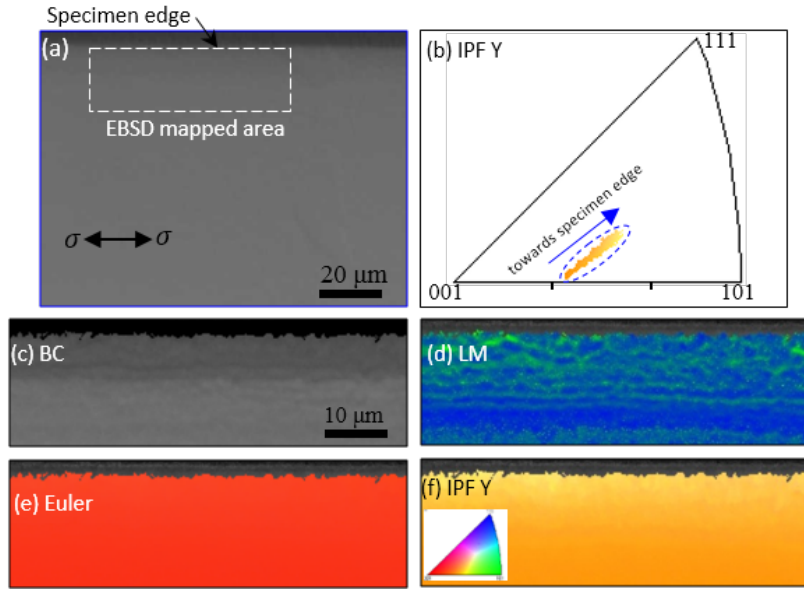 Specimen edge
(a)
EBSD mapped area
σ σ
20 μm
(b) IPF Y
111
towards specimen edge
001
101
(c) BC
10 μm
(d) LM
(e) Euler
(f) IPF Y